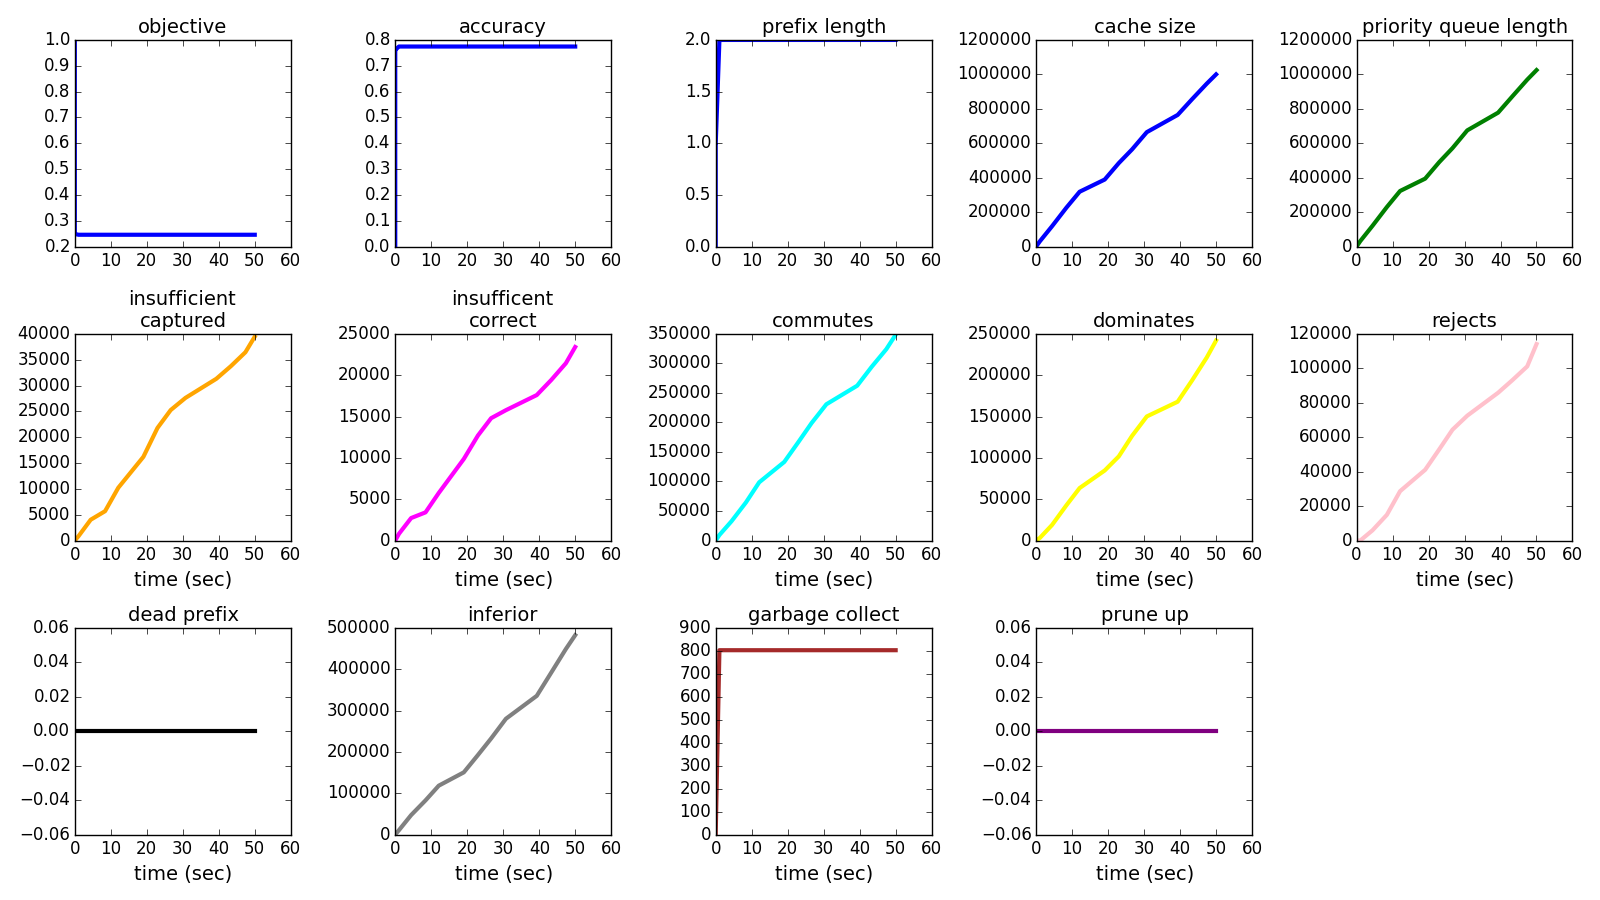 objective
1.0
0.9
0.8
0.7
0.6
0.5
0.4
0.3
0.2
0 10 20 30 40 50 60
accuracy
0.8
0.7
0.6
0.5
0.4
0.3
0.2
0.1
0.0
0 10 20 30 40 50 60
prefix length
2.0
1.5
1.0
0.5
0.0
0 10 20 30 40 50 60
cache size
1200000
1000000
800000
600000
400000
200000
0
0 10 20 30 40 50 60
priority queue length
1200000
1000000
800000
600000
400000
200000
0
0 10 20 30 40 50 60
insufficient
captured
40000
35000
30000
25000
20000
15000
10000
5000
0
0 10 20 30 40 50 60
time (sec)
insufficent
correct
25000
20000
15000
10000
5000
0
0 10 20 30 40 50 60
time (sec)
commutes
350000
300000
250000
200000
150000
100000
50000
0
0 10 20 30 40 50 60
time (sec)
dominates
250000
200000
150000
100000
50000
0
0 10 20 30 40 50 60
time (sec)
rejects
120000
100000
80000
60000
40000
20000
0
0 10 20 30 40 50 60
time (sec)
dead prefix
0.06
0.04
0.02
0.00
−0.02
−0.04
−0.06
0 10 20 30 40 50 60
time (sec)
inferior
500000
400000
300000
200000
100000
0
0 10 20 30 40 50 60
time (sec)
garbage collect
900
800
700
600
500
400
300
200
100
0
0 10 20 30 40 50 60
time (sec)
prune up
0.06
0.04
0.02
0.00
−0.02
−0.04
−0.06
0 10 20 30 40 50 60
time (sec)